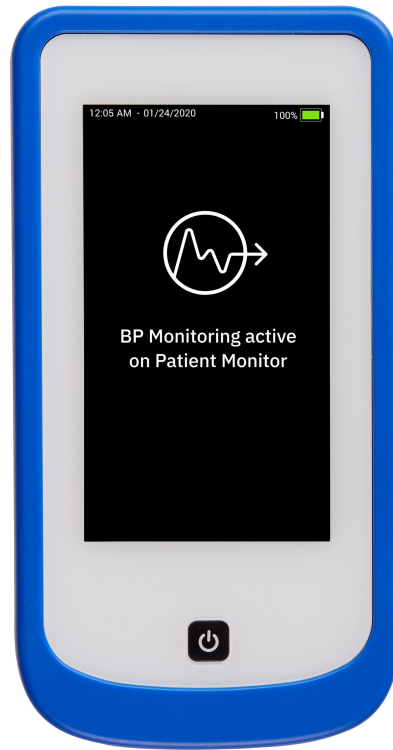 12:05 AM - 01/24/2020 100%
BP Monitoring active
on Patient Monitor